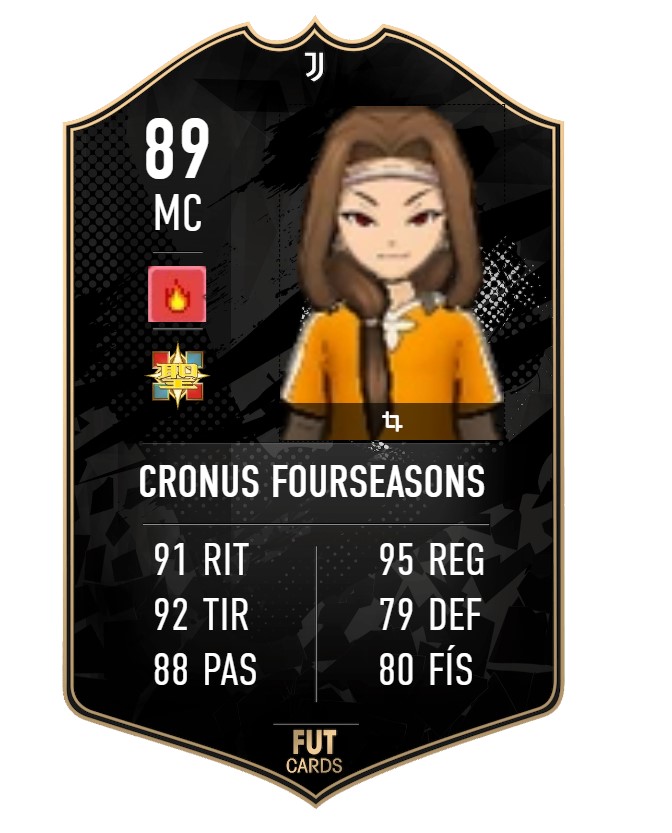 89
MC
CRONUS FOURSEASONS
91 RIT
92 TIR
88 PAS
95 REG
79 DEF
80 FÍS
FUT
CARDS